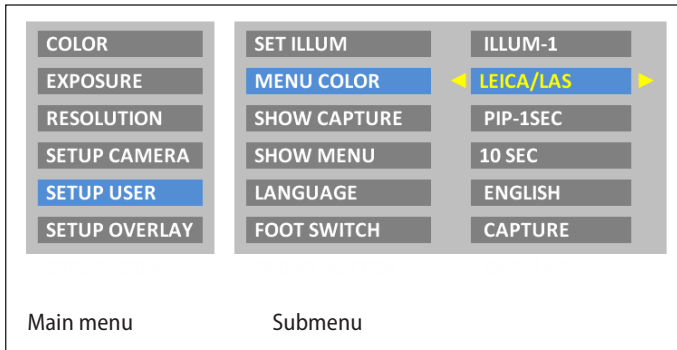 COLOR SET ILLUM ILLUM-1
EXPOSURE MENU COLOR LEICA/LAS
RESOLUTION SHOW CAPTURE PIP-1SEC
SETUP CAMERA SHOW MENU 10 SEC
SETUP USER LANGUAGE ENGLISH
SETUP OVERLAY FOOT SWITCH CAPTURE
Main menu Submenu